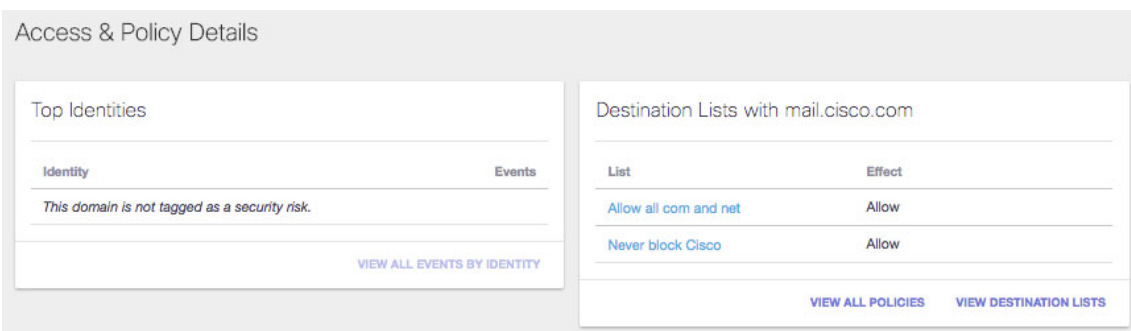 Access & Policy Details
Top Identities
Identity Events
This domain is not tagged as a security risk.
VIEW ALL EVENTS BY IDENTITY
Destination Lists with mail.cisco.com
List Effect
Allow all com and net Allow
Never block Cisco Allow
VIEW ALL POLICIES VIEW DESTINATION LISTS